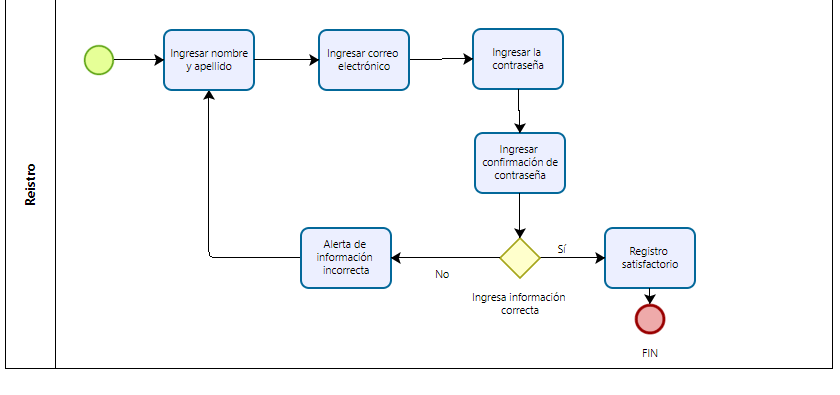 Reistro
Ingresar nombre
y apellido
Ingresar correo
electrónico
Ingresar la
contraseña
Ingresar
confirmación de
contraseña
Alerta de
información
incorrecta
No
Sí
Ingresa información
correcta
Registro
satisfactorio
FIN